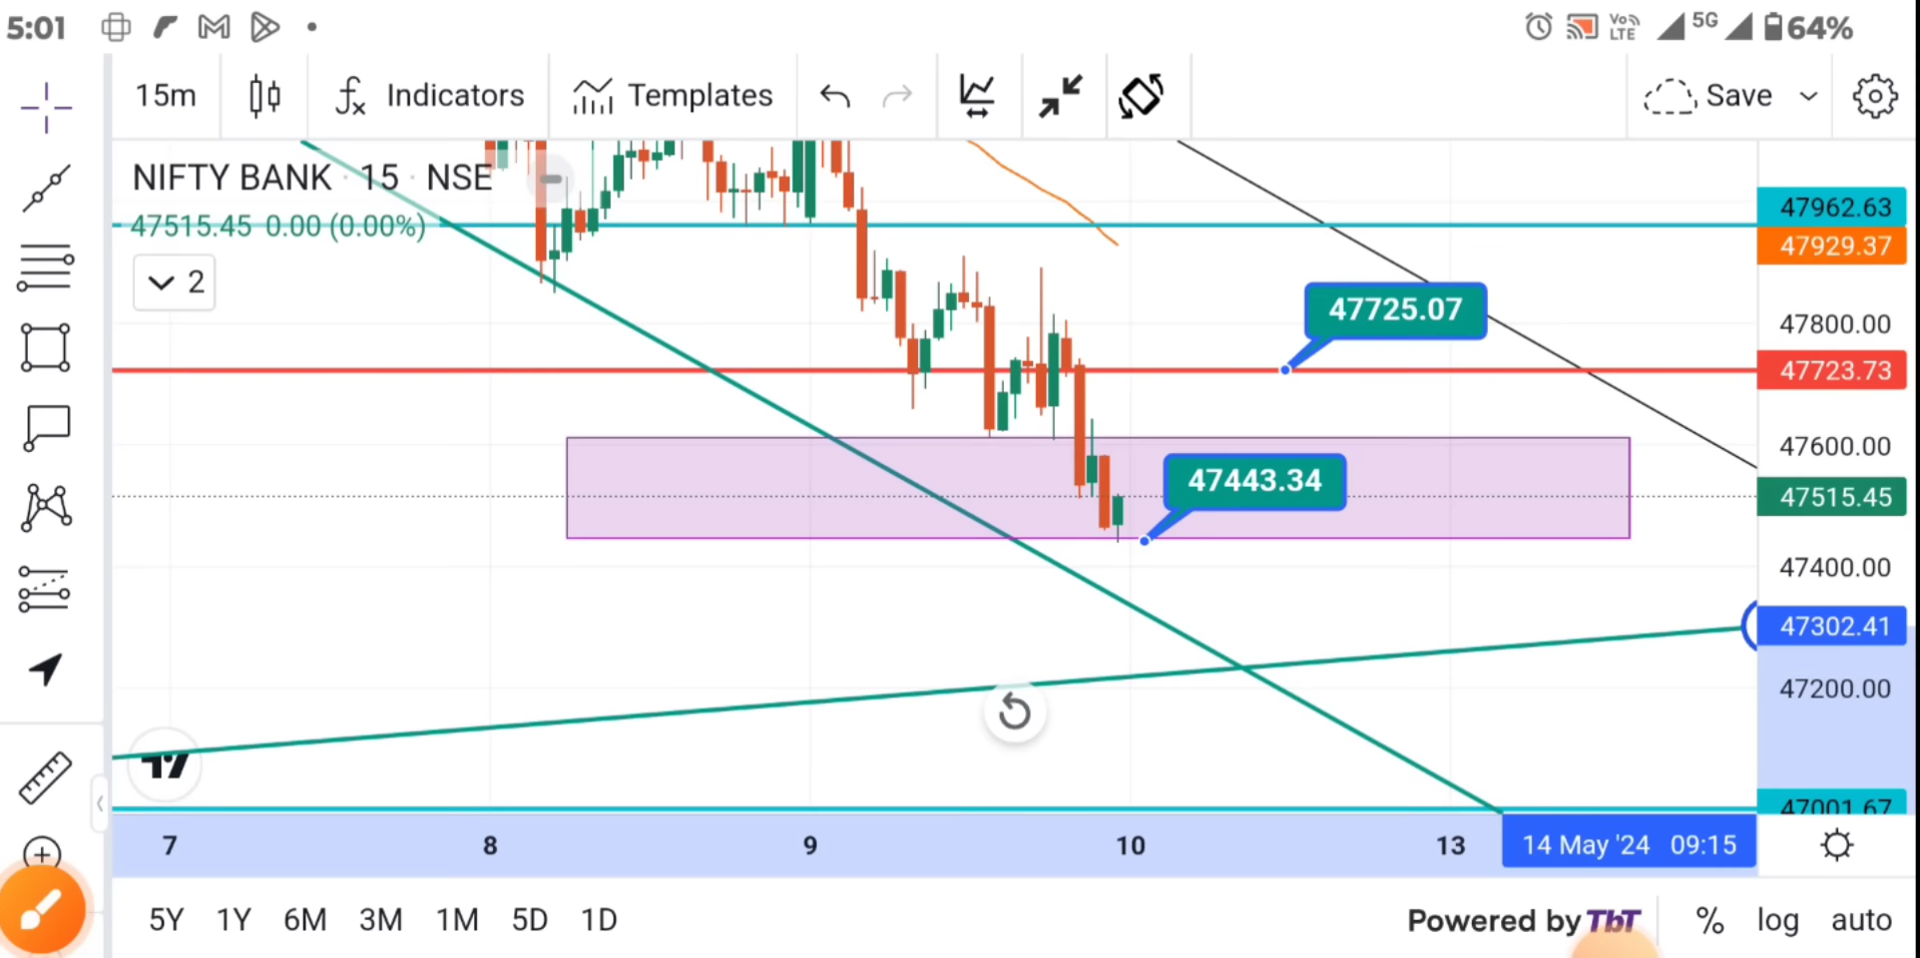 5:01
Vo)) LTE 5G 64%
15m Indicators Templates Save
NIFTY BANK · 15 · NSE
47515.45 0.00 (0.00%)
2
47962.63
47929.37
47725.07
47800.00
47723.73
47600.00
47443.34
47515.45
47400.00
47302.41
47200.00
47001.67
7 8 9 10 13 14 May '24 09:15
5Y 1Y 6M 3M 1M 5D 1D Powered by TbT % log auto